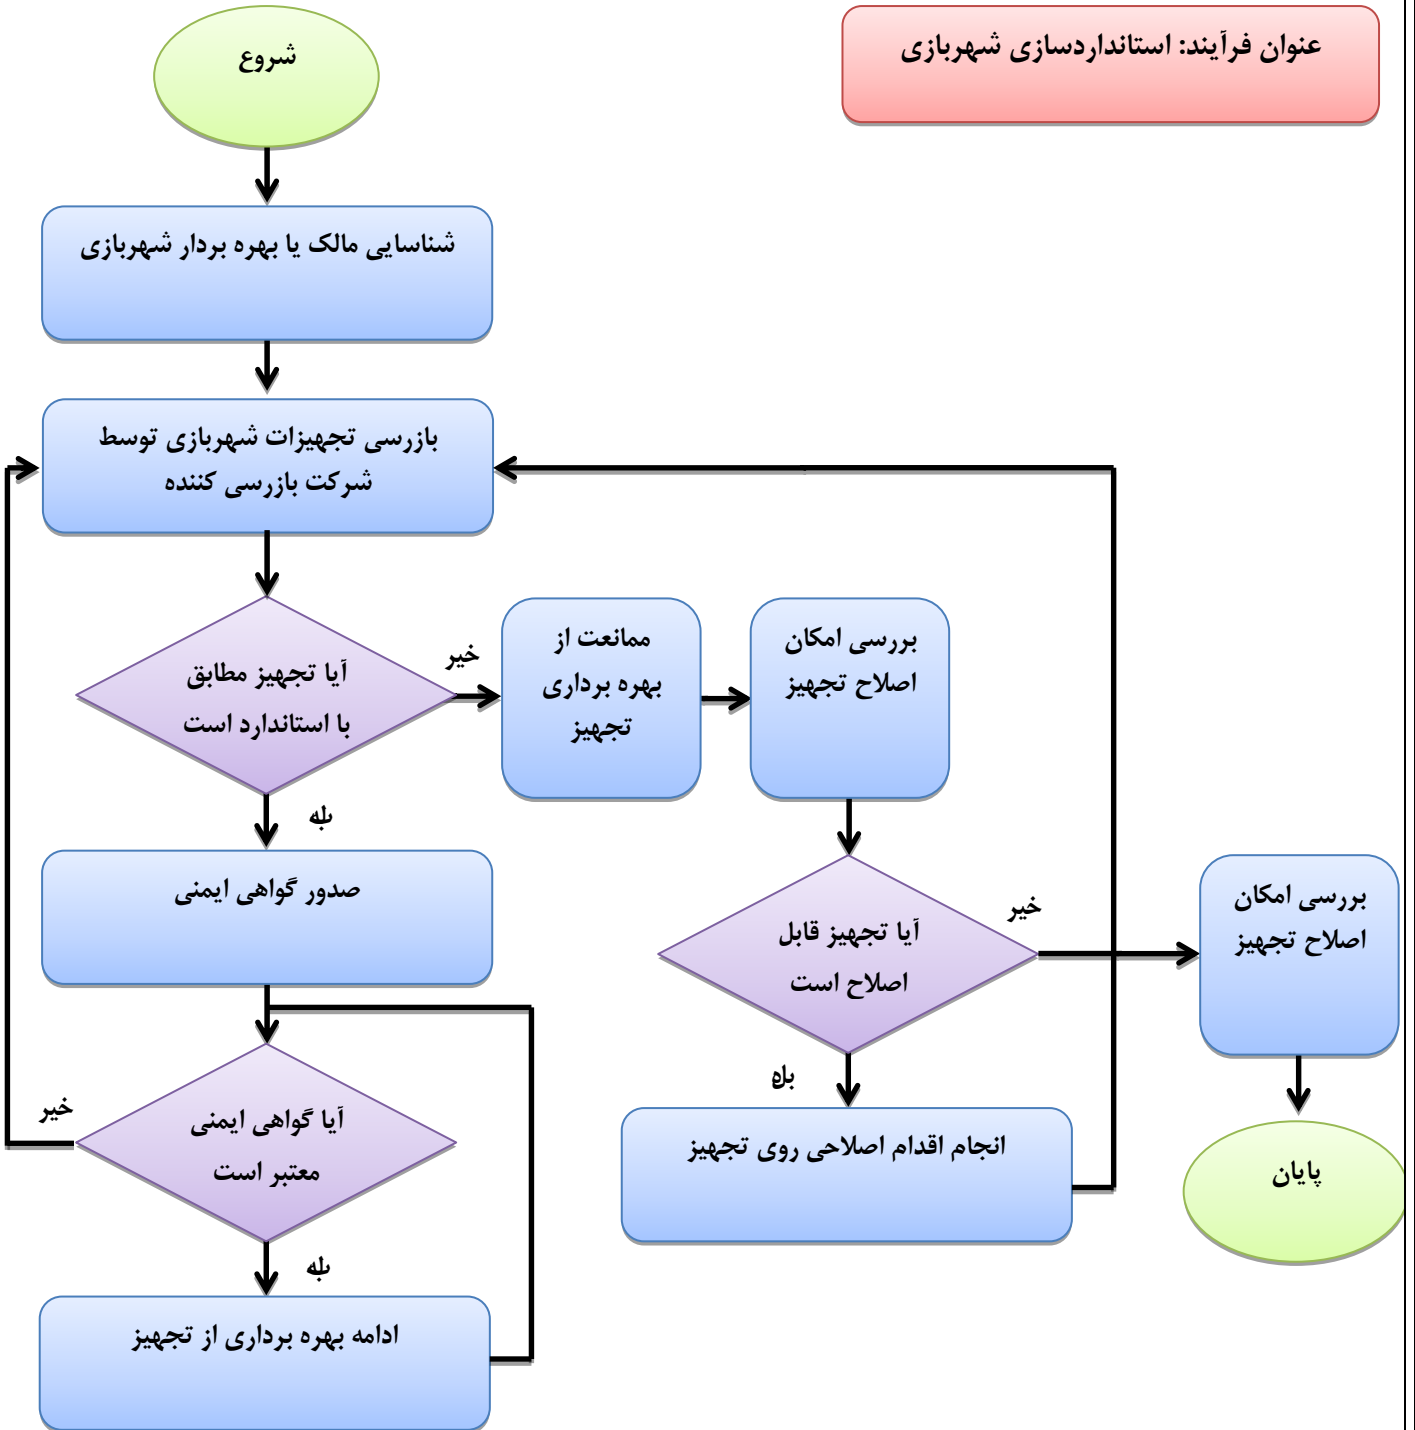 عنوان فرآیند: استانداردسازی شهربازی
شروع
شناسایی مالک یا بهره بردار شهربازی
بازرسی تجهیزات شهربازی توسط
شرکت بازرسی کننده
آیا تجهیز مطابق
با استاندارد است
خیر
ممانعت از
بهره برداری
تجهیز
بررسی امکان
اصلاح تجهیز
بله
صدور گواهی ایمنی
آیا تجهیز قابل
اصلاح است
خیر
بررسی امکان
اصلاح تجهیز
بله
انجام اقدام اصلاحی روی تجهیز
پایان
آیا گواهی ایمنی
معتبر است
خیر
بله
ادامه بهره برداری از تجهیز